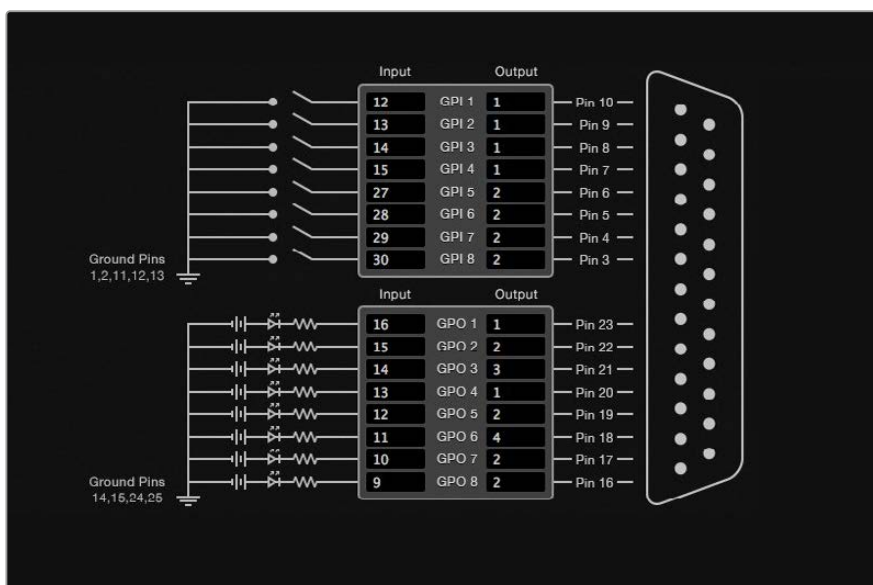 Input Output
12 GPI 1 1 Pin 10
13 GPI 2 1 Pin 9
14 GPI 3 1 Pin 8
15 GPI 4 1 Pin 7
27 GPI 5 2 Pin 6
28 GPI 6 2 Pin 5
29 GPI 7 2 Pin 4
Ground Pins 30 GPI 8 2 Pin 3
1,2,11,12,13
Input Output
16 GPO 1 1 Pin 23
15 GPO 2 2 Pin 22
14 GPO 3 3 Pin 21
13 GPO 4 1 Pin 20
12 GPO 5 2 Pin 19
11 GPO 6 4 Pin 18
10 GPO 7 2 Pin 17
Ground Pins 9 GPO 8 2 Pin 16
14,15,24,25